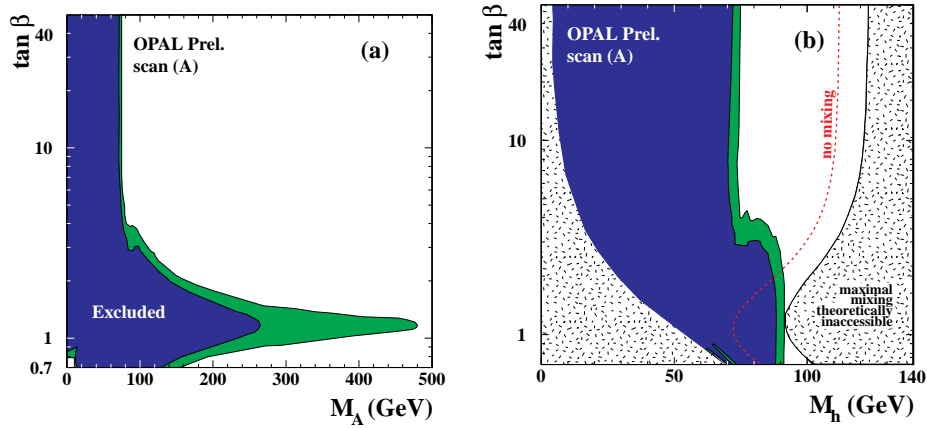 tan β
40
10
1
0.7
OPAL Prel.
scan (A)
(a)
Excluded
0
100
200
300
400
500
M_A (GeV)
tan β
40
10
1
OPAL Prel.
scan (A)
(b)
no mixing
maximal
mixing
theoretically
inaccessible
0
50
100
140
M_h (GeV)